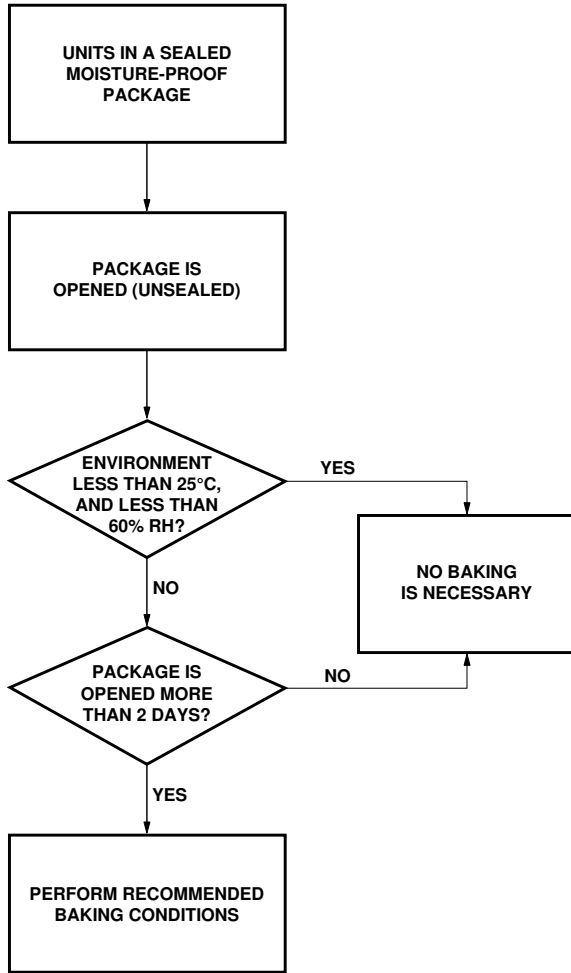 UNITS IN A SEALED
MOISTURE-PROOF
PACKAGE
PACKAGE IS
OPENED (UNSEALED)
ENVIRONMENT
LESS THAN 25°C,
AND LESS THAN
60% RH?
YES
NO BAKING
IS NECESSARY
NO
PACKAGE IS
OPENED MORE
THAN 2 DAYS?
NO
YES
PERFORM RECOMMENDED
BAKING CONDITIONS